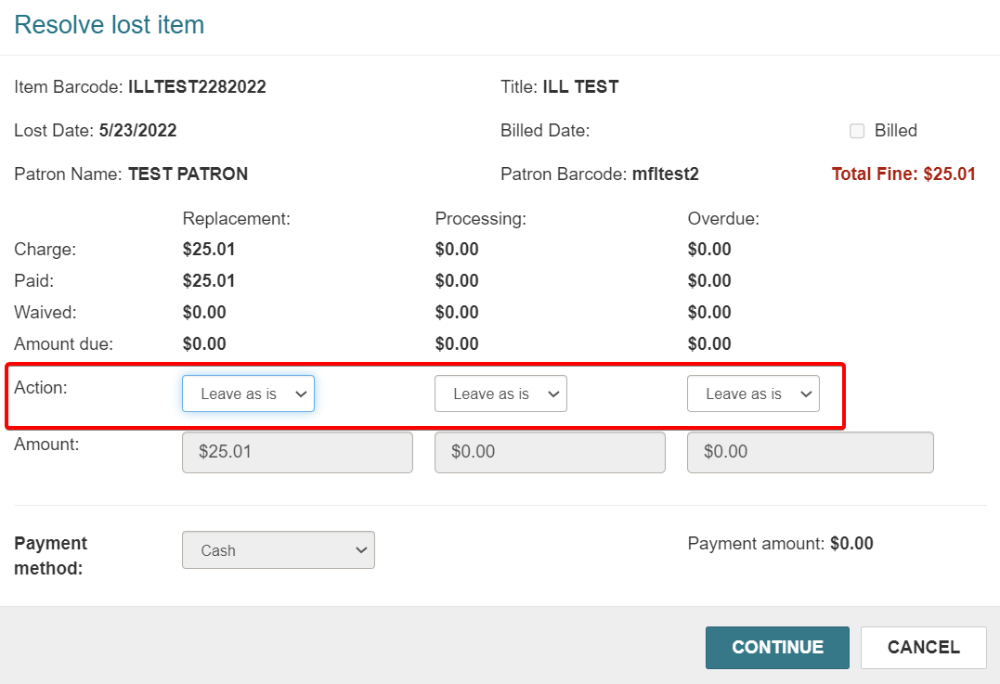 Resolve lost item
Item Barcode: ILLTEST2282022 Title: ILL TEST
Lost Date: 5/23/2022 Billed Date: Billed
Patron Name: TEST PATRON Patron Barcode: mfltest2 Total Fine: $25.01
Replacement: Processing: Overdue:
Charge: $25.01 $0.00 $0.00
Paid: $25.01 $0.00 $0.00
Waived: $0.00 $0.00 $0.00
Amount due: $0.00 $0.00 $0.00
Action: Leave as is Leave as is Leave as is
Amount: $25.01 $0.00 $0.00
Payment method: Cash Payment amount: $0.00
CONTINUE CANCEL